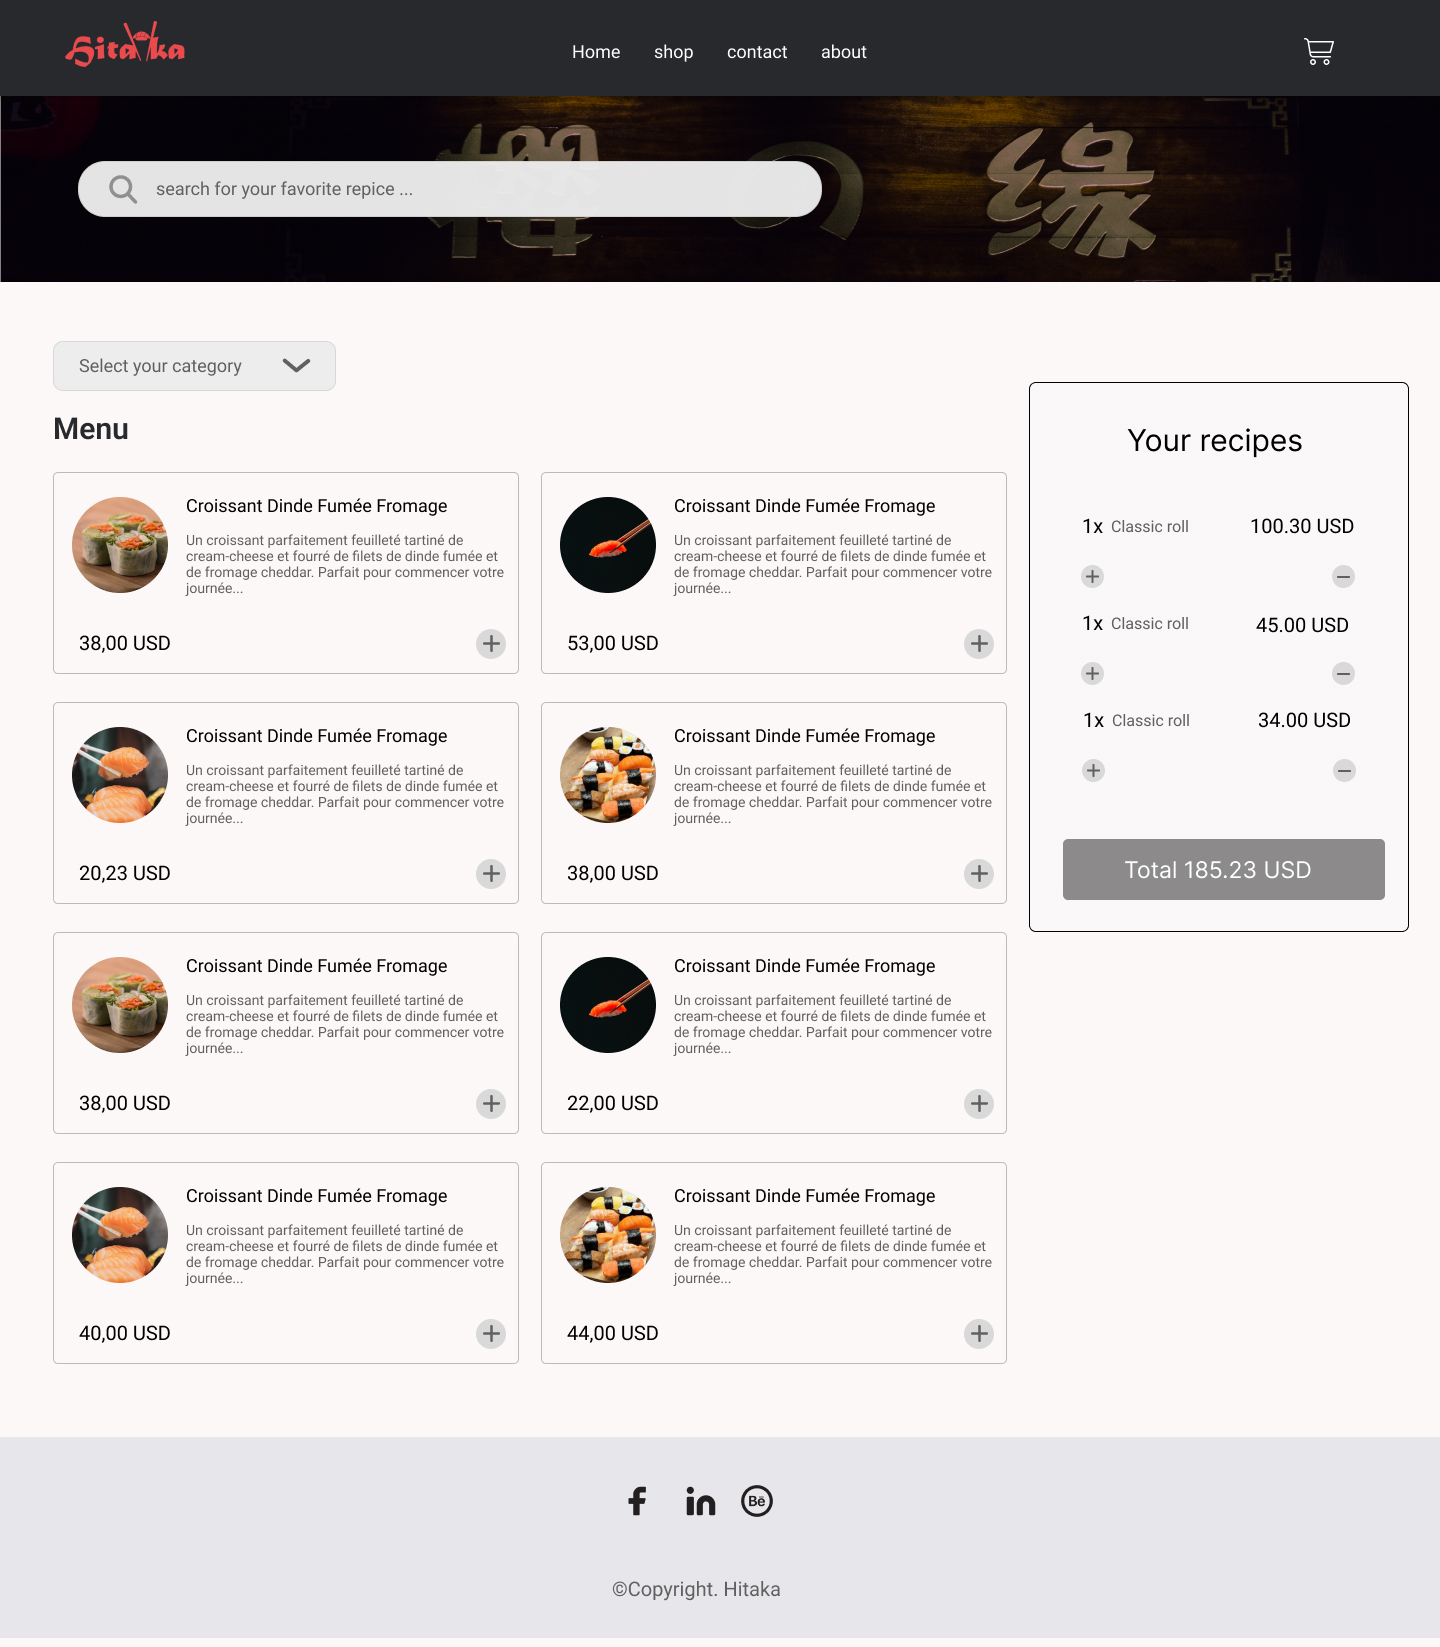 Hitaka
Home shop contact about
の 缘
search for your favorite repice ...
Select your category
Menu
Croissant Dinde Fumée Fromage
Un croissant parfaitement feuilleté tartiné de
cream-cheese et fourré de filets de dinde fumée et
de fromage cheddar. Parfait pour commencer votre
journée...
38,00 USD
Croissant Dinde Fumée Fromage
Un croissant parfaitement feuilleté tartiné de
cream-cheese et fourré de filets de dinde fumée et
de fromage cheddar. Parfait pour commencer votre
journée...
53,00 USD
Croissant Dinde Fumée Fromage
Un croissant parfaitement feuilleté tartiné de
cream-cheese et fourré de filets de dinde fumée et
de fromage cheddar. Parfait pour commencer votre
journée...
20,23 USD
Croissant Dinde Fumée Fromage
Un croissant parfaitement feuilleté tartiné de
cream-cheese et fourré de filets de dinde fumée et
de fromage cheddar. Parfait pour commencer votre
journée...
38,00 USD
Croissant Dinde Fumée Fromage
Un croissant parfaitement feuilleté tartiné de
cream-cheese et fourré de filets de dinde fumée et
de fromage cheddar. Parfait pour commencer votre
journée...
38,00 USD
Croissant Dinde Fumée Fromage
Un croissant parfaitement feuilleté tartiné de
cream-cheese et fourré de filets de dinde fumée et
de fromage cheddar. Parfait pour commencer votre
journée...
22,00 USD
Croissant Dinde Fumée Fromage
Un croissant parfaitement feuilleté tartiné de
cream-cheese et fourré de filets de dinde fumée et
de fromage cheddar. Parfait pour commencer votre
journée...
40,00 USD
Croissant Dinde Fumée Fromage
Un croissant parfaitement feuilleté tartiné de
cream-cheese et fourré de filets de dinde fumée et
de fromage cheddar. Parfait pour commencer votre
journée...
44,00 USD
Your recipes
1x Classic roll 100.30 USD
1x Classic roll 45.00 USD
1x Classic roll 34.00 USD
Total 185.23 USD
f in Bē
©Copyright. Hitaka